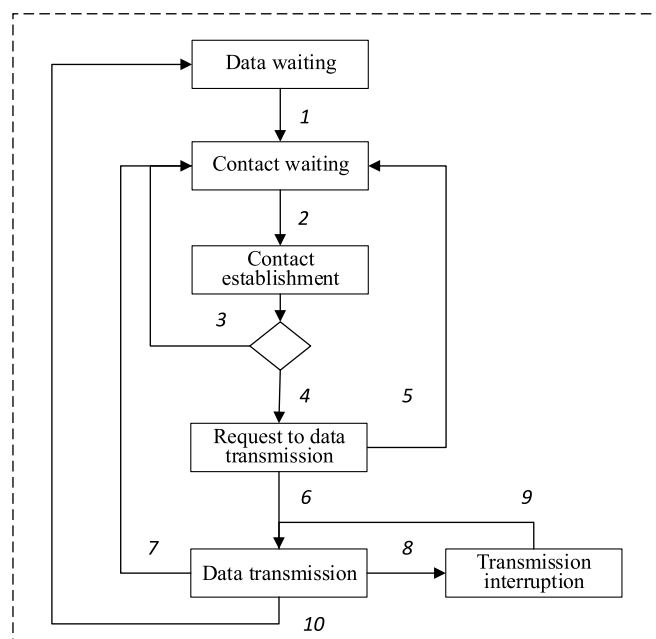 Data waiting
1
Contact waiting
2
Contact
establishment
3
4
5
Request to data
transmission
6
9
7
Data transmission
8
Transmission
interruption
10